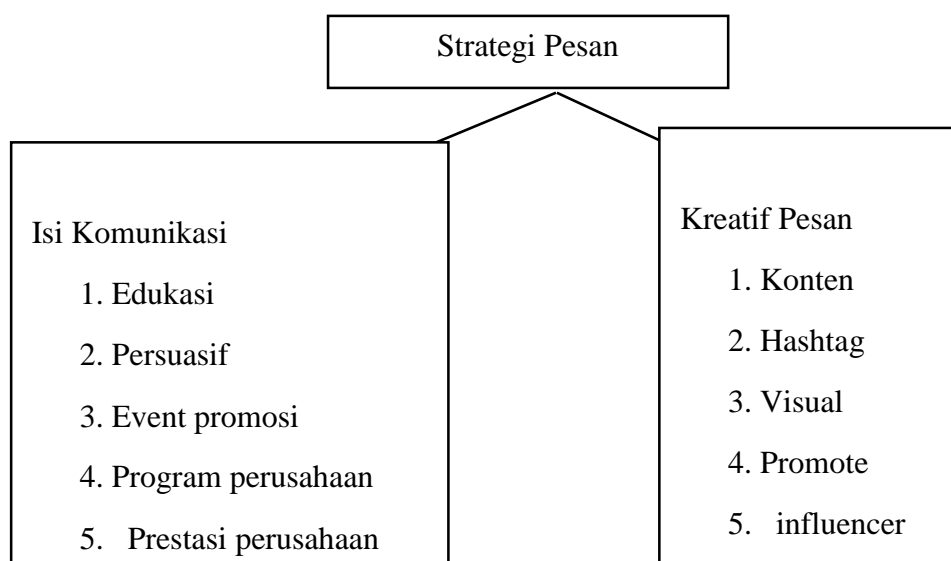 Strategi Pesan
Isi Komunikasi
1. Edukasi
2. Persuasif
3. Event promosi
4. Program perusahaan
5. Prestasi perusahaan
Kreatif Pesan
1. Konten
2. Hashtag
3. Visual
4. Promote
5. influencer